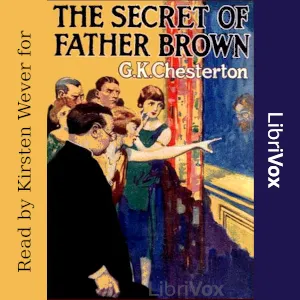 THE SECRET OF
FATHER BROWN
G.K.CHESTERTON
Read by Kirsten Wever for
LibriVox
LibriVox